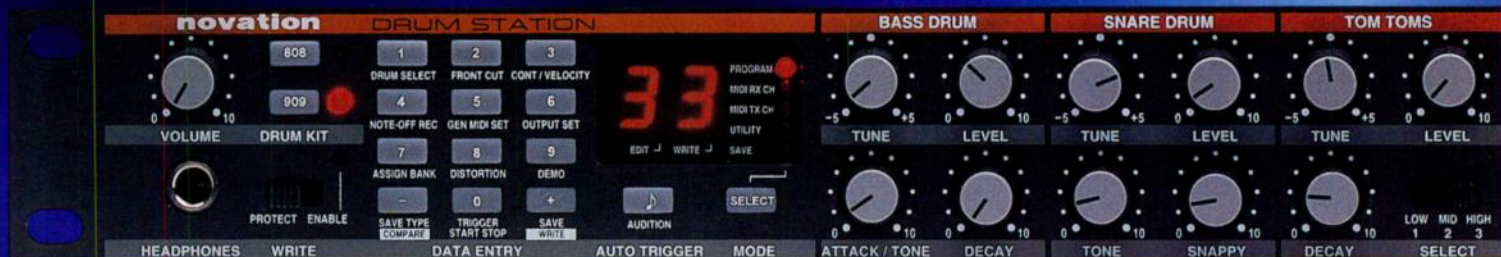 novation DRUM STATION
BASS DRUM
SNARE DRUM
TOM TOMS
808
1 2 3
DRUM SELECT FRONT CUT CONT / VELOCITY
909
4 5 6
NOTE-OFF REC GEN MIDI SET OUTPUT SET
7 8 9
ASSIGN BANK DISTORTION DEMO
- 0 +
SAVE TYPE TRIGGER SAVE
COMPARE START STOP WRITE
33
PROGRAM
MIDI RX CH
MIDI TX CH
UTILITY
EDIT WRITE SAVE
0 10
VOLUME DRUM KIT
PROTECT ENABLE
♪ SELECT
AUDITION
-5 +5 0 10 -5 +5 0 10 -5 +5 0 10
TUNE LEVEL TUNE LEVEL TUNE LEVEL
0 10 0 10 0 10 0 10 0 10
LOW MID HIGH
1 2 3
HEADPHONES WRITE DATA ENTRY AUTO TRIGGER MODE ATTACK / TONE DECAY TONE SNAPPY DECAY SELECT